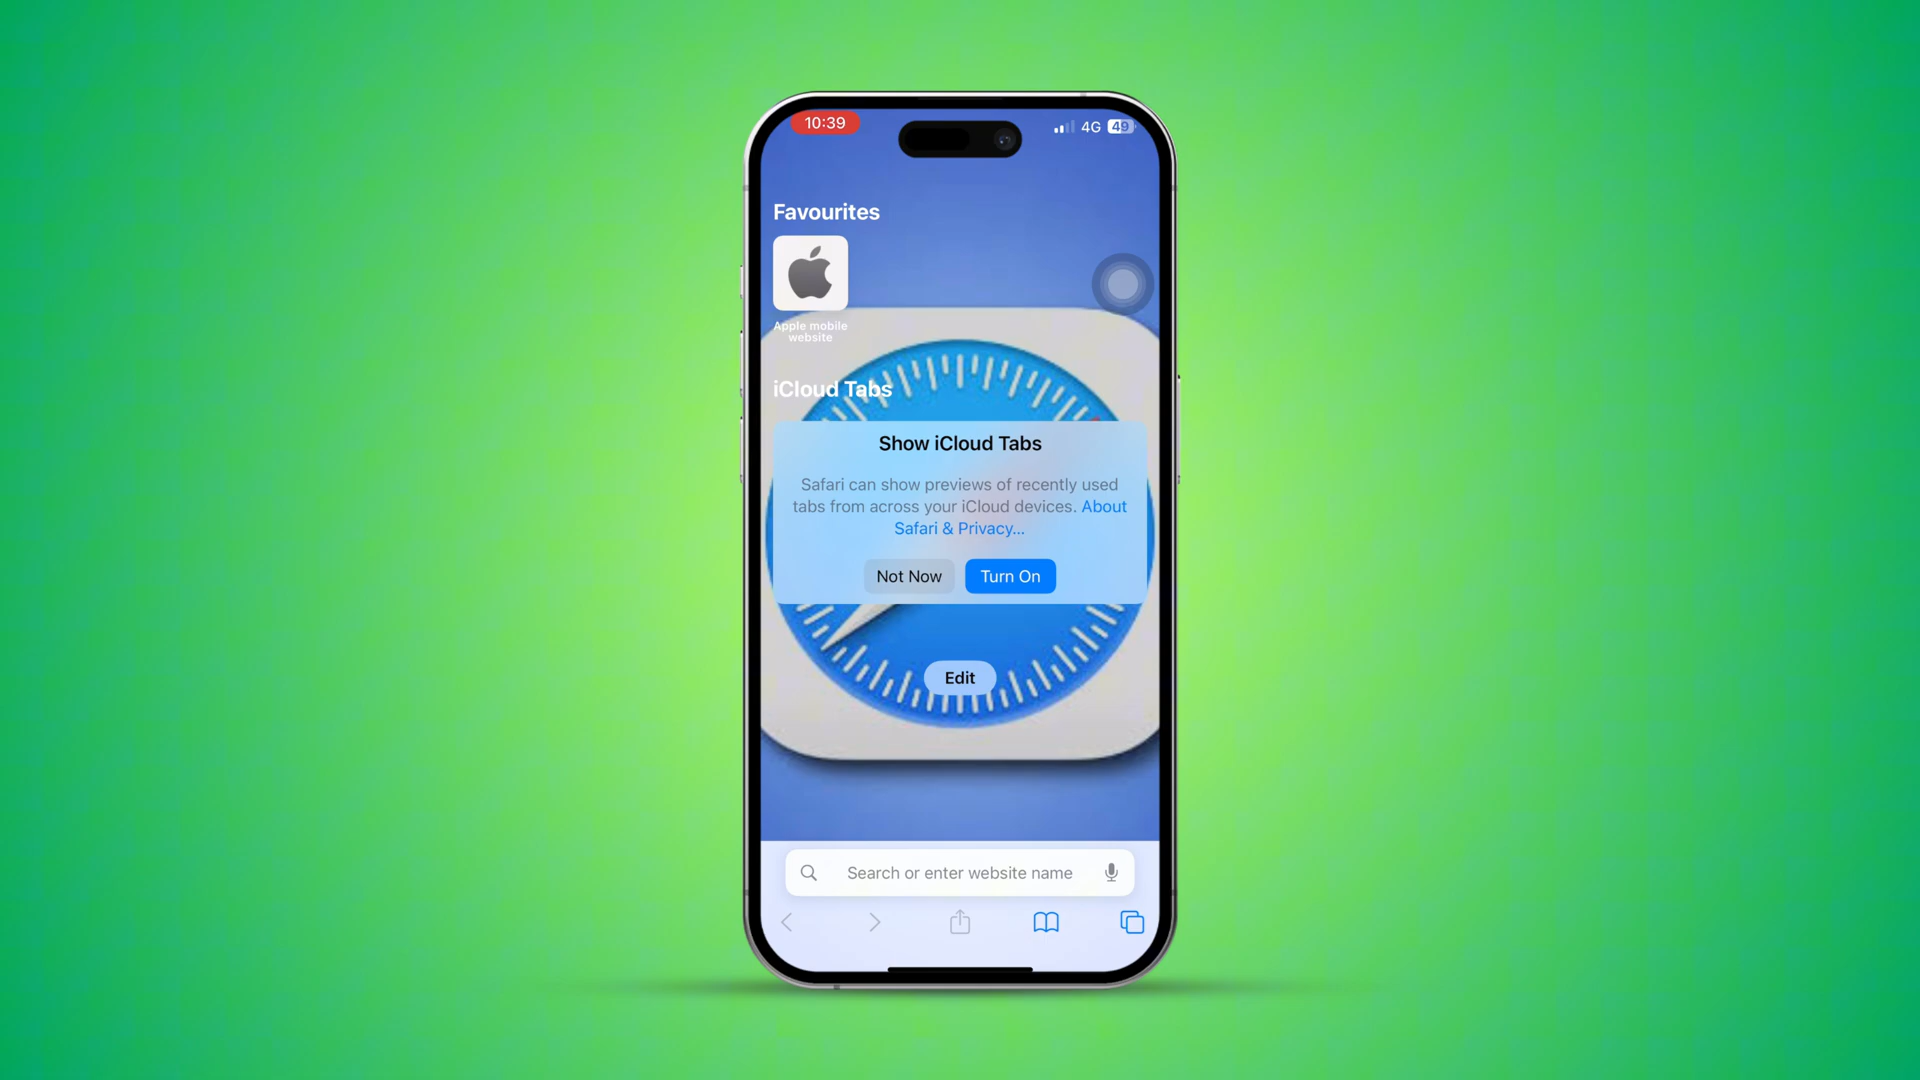 10:39
4G 49
Favourites
Apple mobile
website
iCloud Tabs
Show iCloud Tabs
Safari can show previews of recently used
tabs from across your iCloud devices. About
Safari & Privacy...
Not Now Turn On
Edit
Search or enter website name